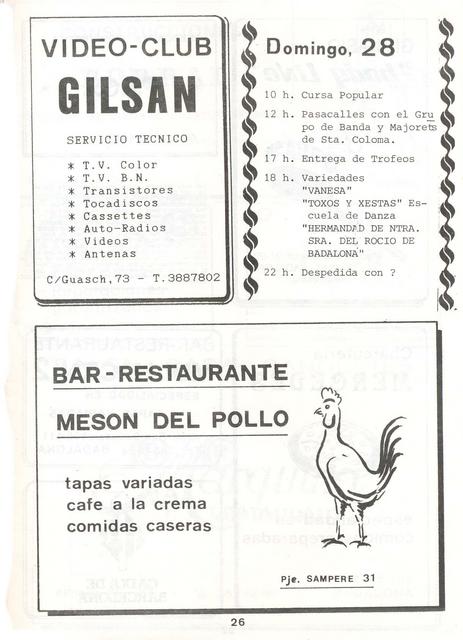 VIDEO-CLUB
GILSAN
SERVICIO TECNICO
* T.V. Color
* T.V. B.N.
* Transistores
* Tocadiscos
* Cassettes
* Auto-Radios
* Videos
* Antenas
C/Guasch,73 - T.3887802
Domingo, 28
10 h. Cursa Popular
12 h. Pasacalles con el Gru
po de Banda y Majorets
de Sta. Coloma.
17 h. Entrega de Trofeos
18 h. Variedades
"VANESA"
"TOXOS Y XESTAS" Es-
cuela de Danza
"HERMANDAD DE NTRA.
SRA. DEL ROCIO DE
BADALONA"
22 h. Despedida con ?
BAR-RESTAURANTE
MESON DEL POLLO
tapas variadas
cafe a la crema
comidas caseras
Pje. SAMPERE 31
26